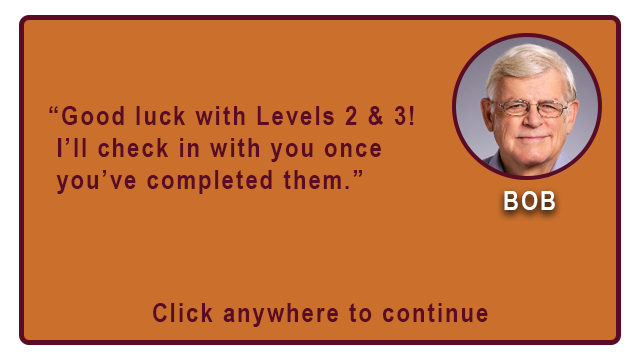 “Good luck with Levels 2 & 3!
I’ll check in with you once
you’ve completed them.”
BOB
Click anywhere to continue